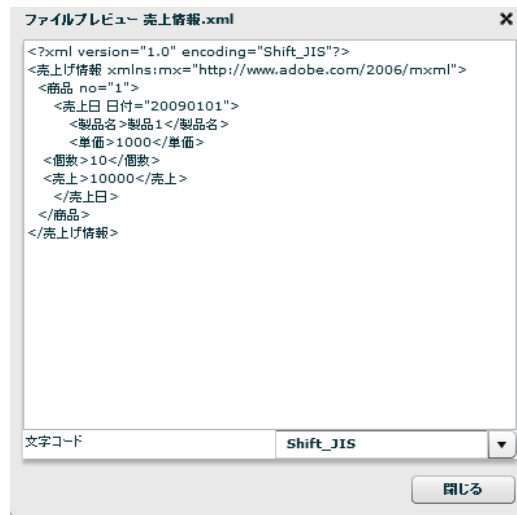 ファイルプレビュー 売上情報.xml
<?xml version="1.0" encoding="Shift_JIS"?>
<売上げ情報 xmlns:mx="http://www.adobe.com/2006/mxml">
<商品 no="1">
<売上日 日付="20090101">
<製品名>製品1</製品名>
<単価>1000</単価>
<個数>10</個数>
<売上>10000</売上>
</売上日>
</商品>
</売上げ情報>
文字コード Shift_JIS
閉じる